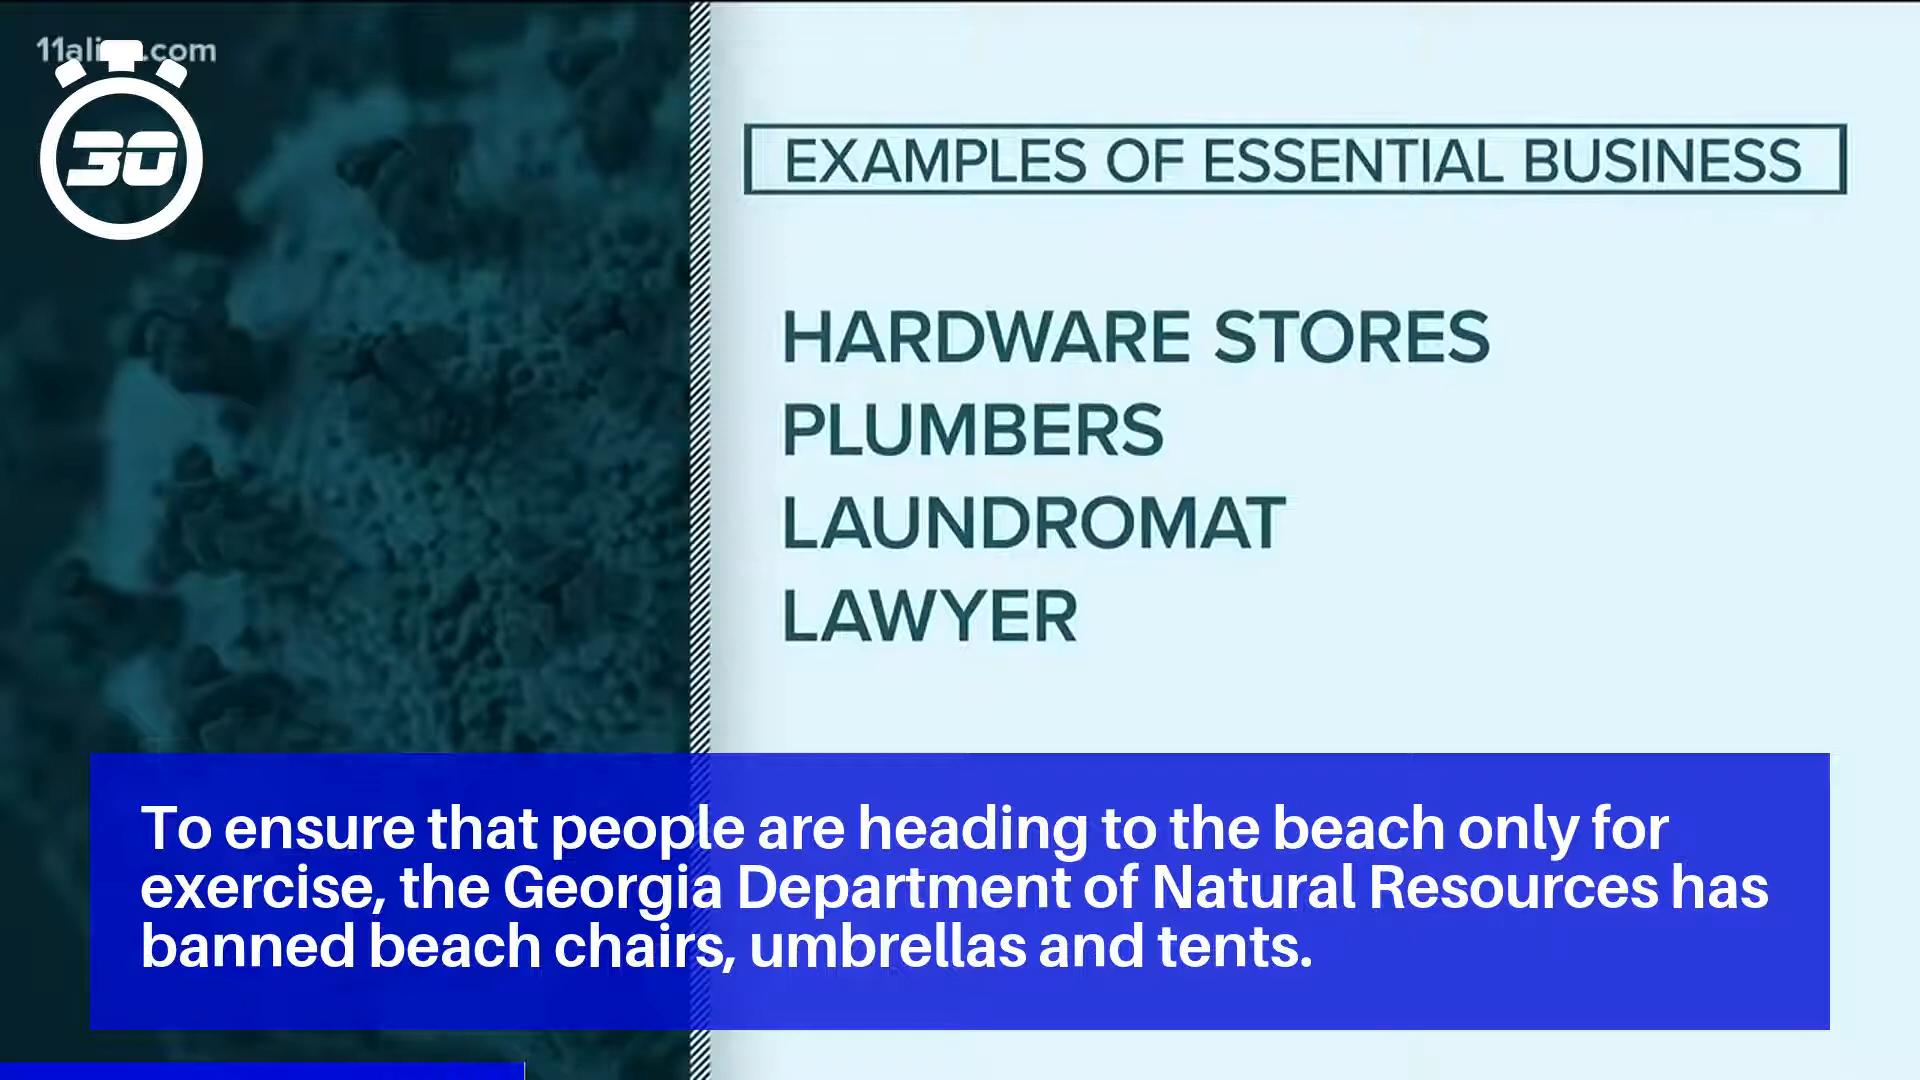 11ali .com
30
EXAMPLES OF ESSENTIAL BUSINESS
HARDWARE STORES
PLUMBERS
LAUNDROMAT
LAWYER
To ensure that people are heading to the beach only for
exercise, the Georgia Department of Natural Resources has
banned beach chairs, umbrellas and tents.